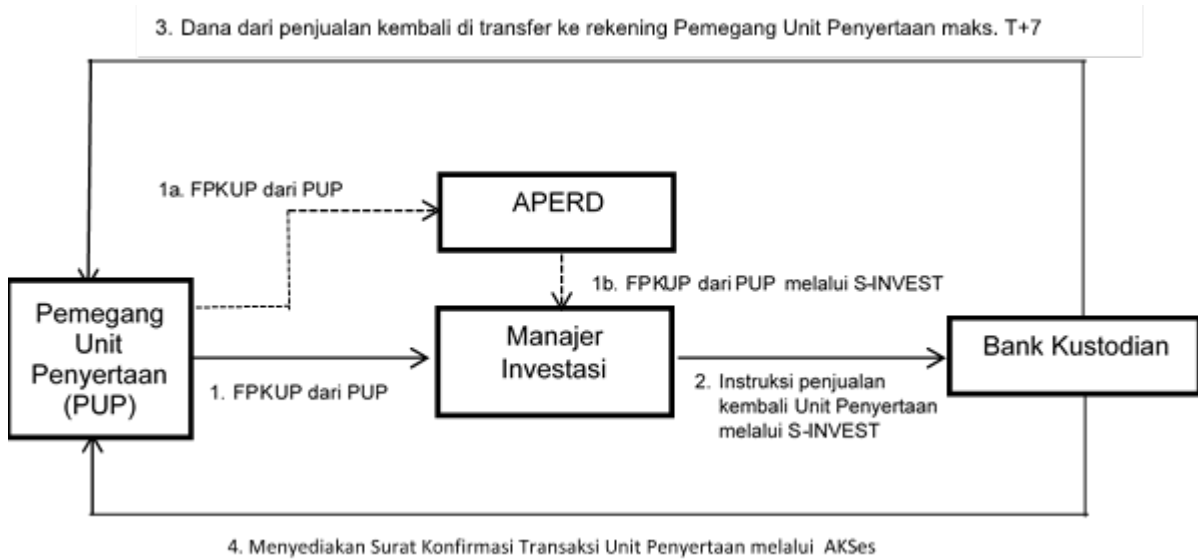 3. Dana dari penjualan kembali di transfer ke rekening Pemegang Unit Penyertaan maks. T+7
1a. FPKUP dari PUP
APERD
1b. FPKUP dari PUP melalui S-INVEST
Pemegang
Unit
Penyertaan
(PUP)
1. FPKUP dari PUP
Manajer
Investasi
2. Instruksi penjualan
kembali Unit Penyertaan
melalui S-INVEST
Bank Kustodian
4. Menyediakan Surat Konfirmasi Transaksi Unit Penyertaan melalui AKSes